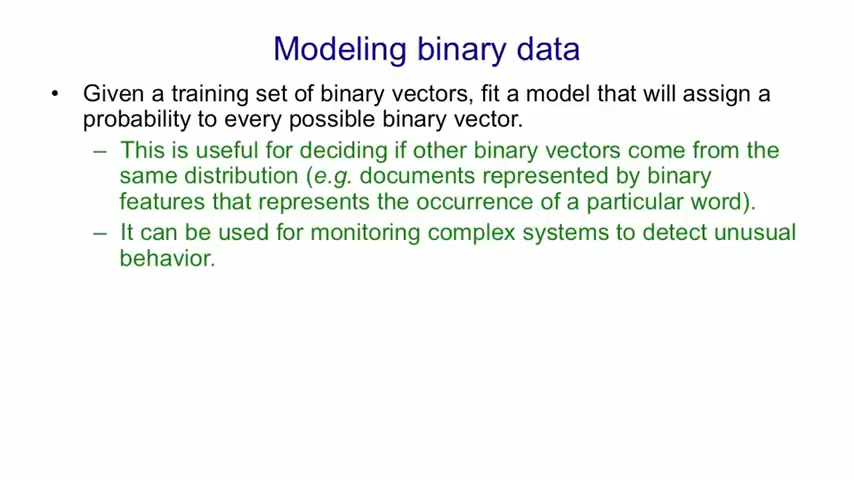 Modeling binary data
• Given a training set of binary vectors, fit a model that will assign a
probability to every possible binary vector.
– This is useful for deciding if other binary vectors come from the
same distribution (e.g. documents represented by binary
features that represents the occurrence of a particular word).
– It can be used for monitoring complex systems to detect unusual
behavior.